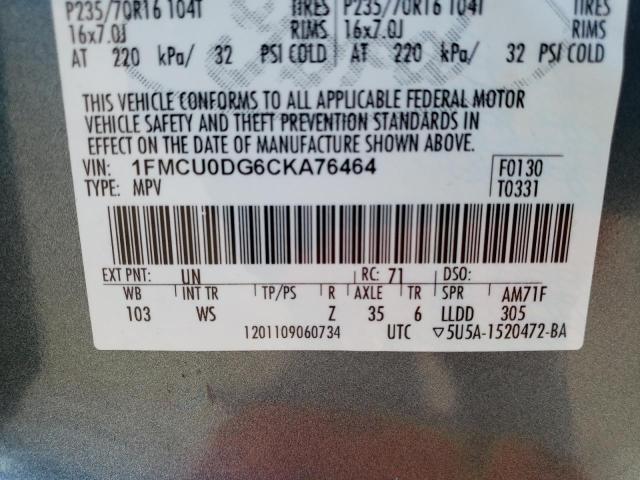 P235/70R16 104T TIRES P235/70R16 104T TIRES
16x7.0J RIMS 16x7.0J RIMS
AT 220 kPa/ 32 PSI COLD AT 220 kPa/ 32 PSI COLD
THIS VEHICLE CONFORMS TO ALL APPLICABLE FEDERAL MOTOR
VEHICLE SAFETY AND THEFT PREVENTION STANDARDS IN
EFFECT ON THE DATE OF MANUFACTURE SHOWN ABOVE.
VIN: 1FMCU0DG6CKA76464 F0130
TYPE: MPV T0331
EXT PNT: UN RC: 71 DSO:
WB INT TR TP/PS R AXLE TR SPR AM71F
103 WS Z 35 6 LLDD 305
1201109060734 UTC ▽5U5A-1520472-BA